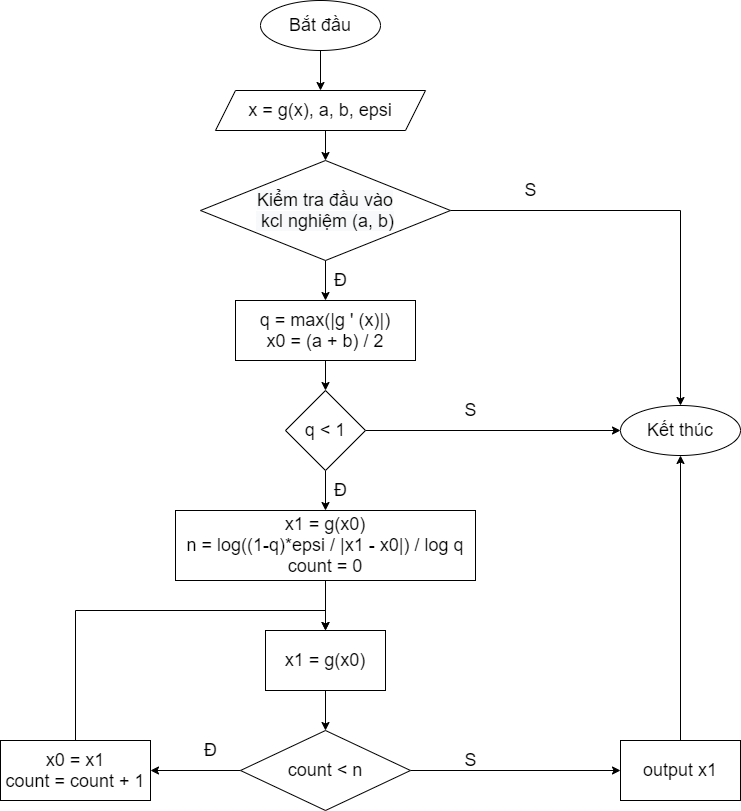 Bắt đầu
x = g(x), a, b, epsi
Kiểm tra đầu vào
kcl nghiệm (a, b)
S
Đ
q = max(|g ' (x)|)
x0 = (a + b) / 2
q < 1
S
Kết thúc
Đ
x1 = g(x0)
n = log((1-q)*epsi / |x1 - x0|) / log q
count = 0
x1 = g(x0)
x0 = x1
count = count + 1
Đ
count < n
S
output x1